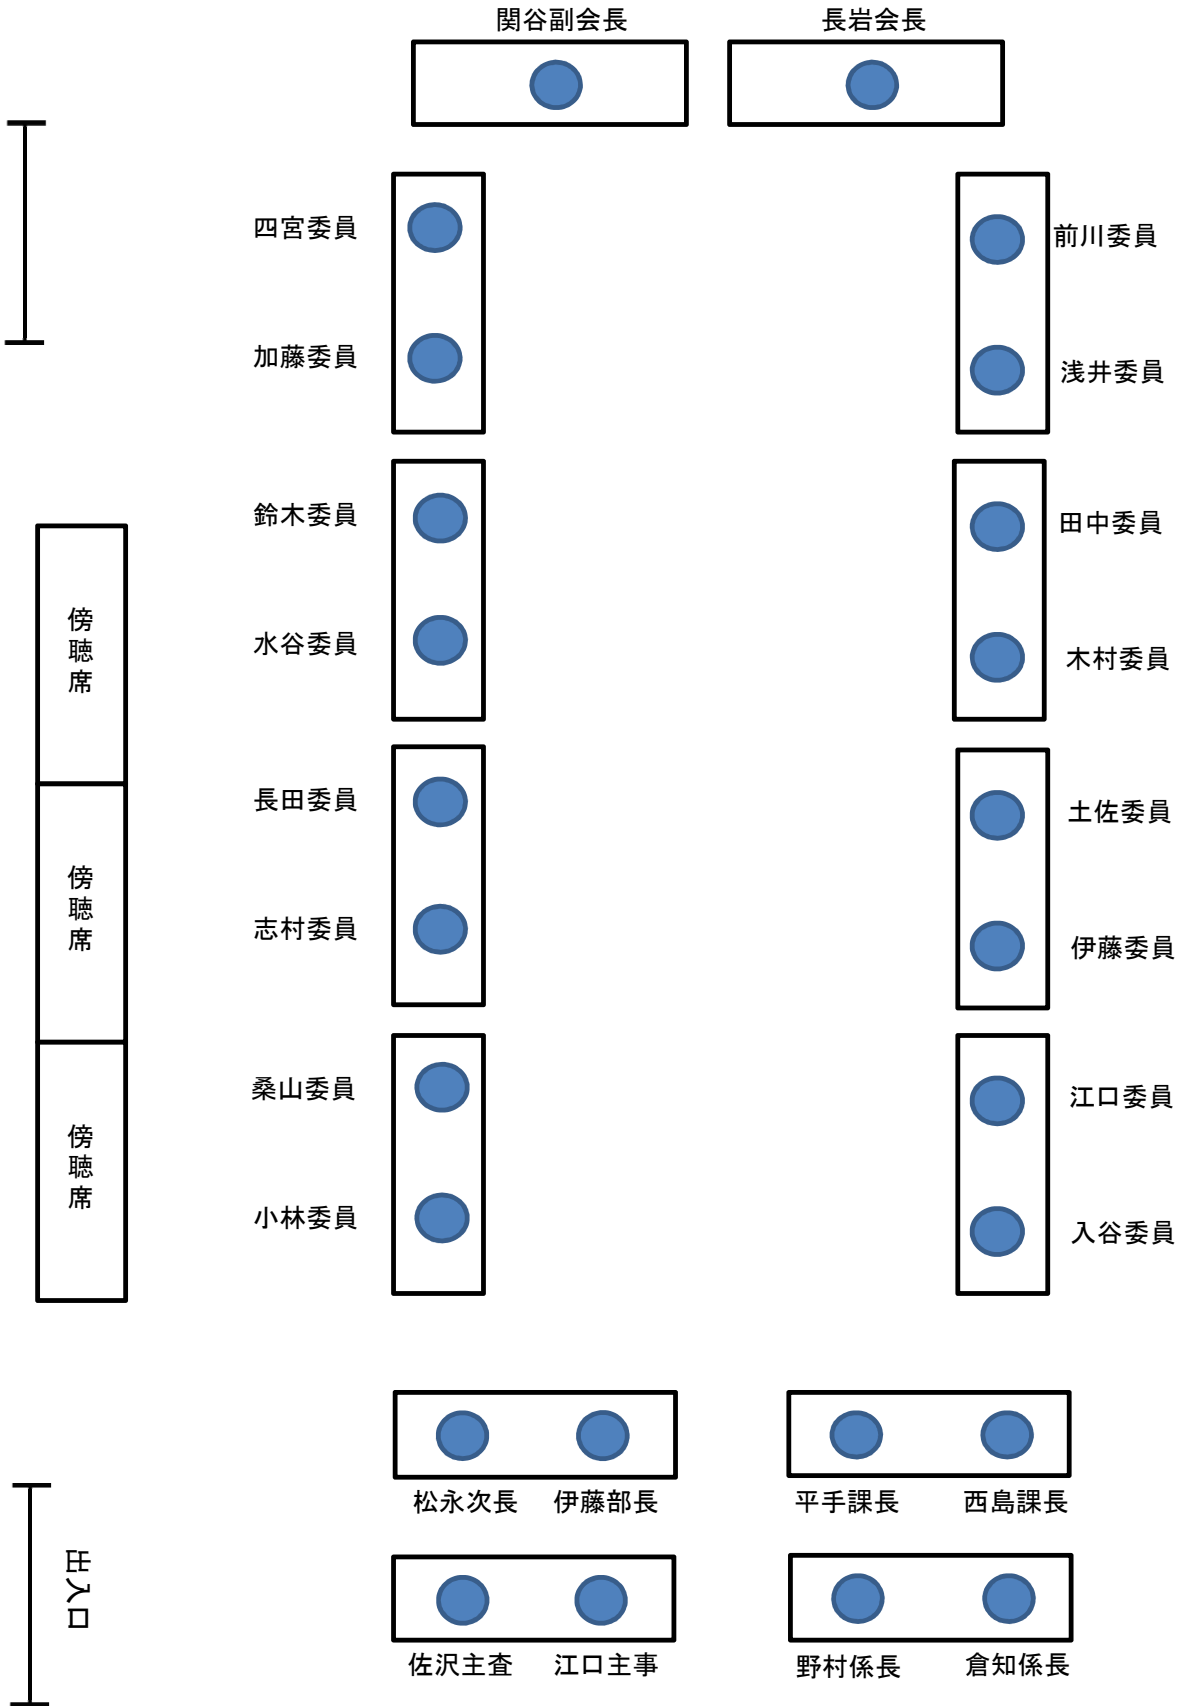 関谷副会長
長岩会長
四宮委員
前川委員
加藤委員
浅井委員
鈴木委員
田中委員
水谷委員
木村委員
長田委員
土佐委員
志村委員
伊藤委員
桑山委員
江口委員
小林委員
入谷委員
傍聴席
傍聴席
傍聴席
松永次長
伊藤部長
平手課長
西島課長
出入口
佐沢主査
江口主事
野村係長
倉知係長